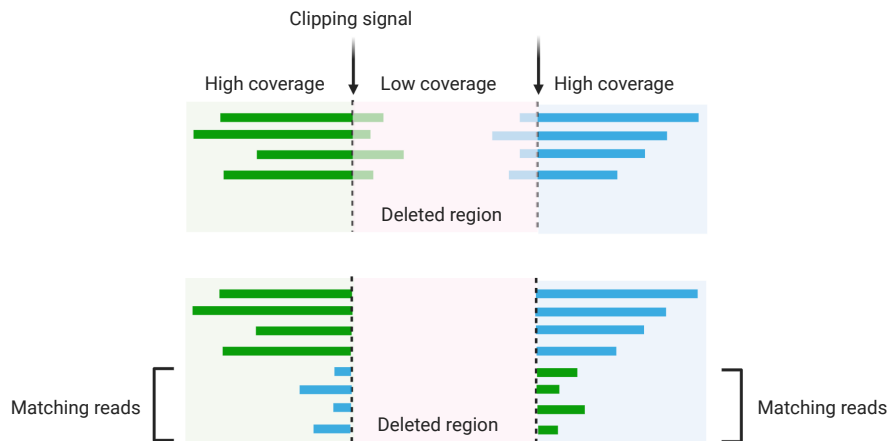 Clipping signal
High coverage
Low coverage
High coverage
Deleted region
Matching reads
Deleted region
Matching reads